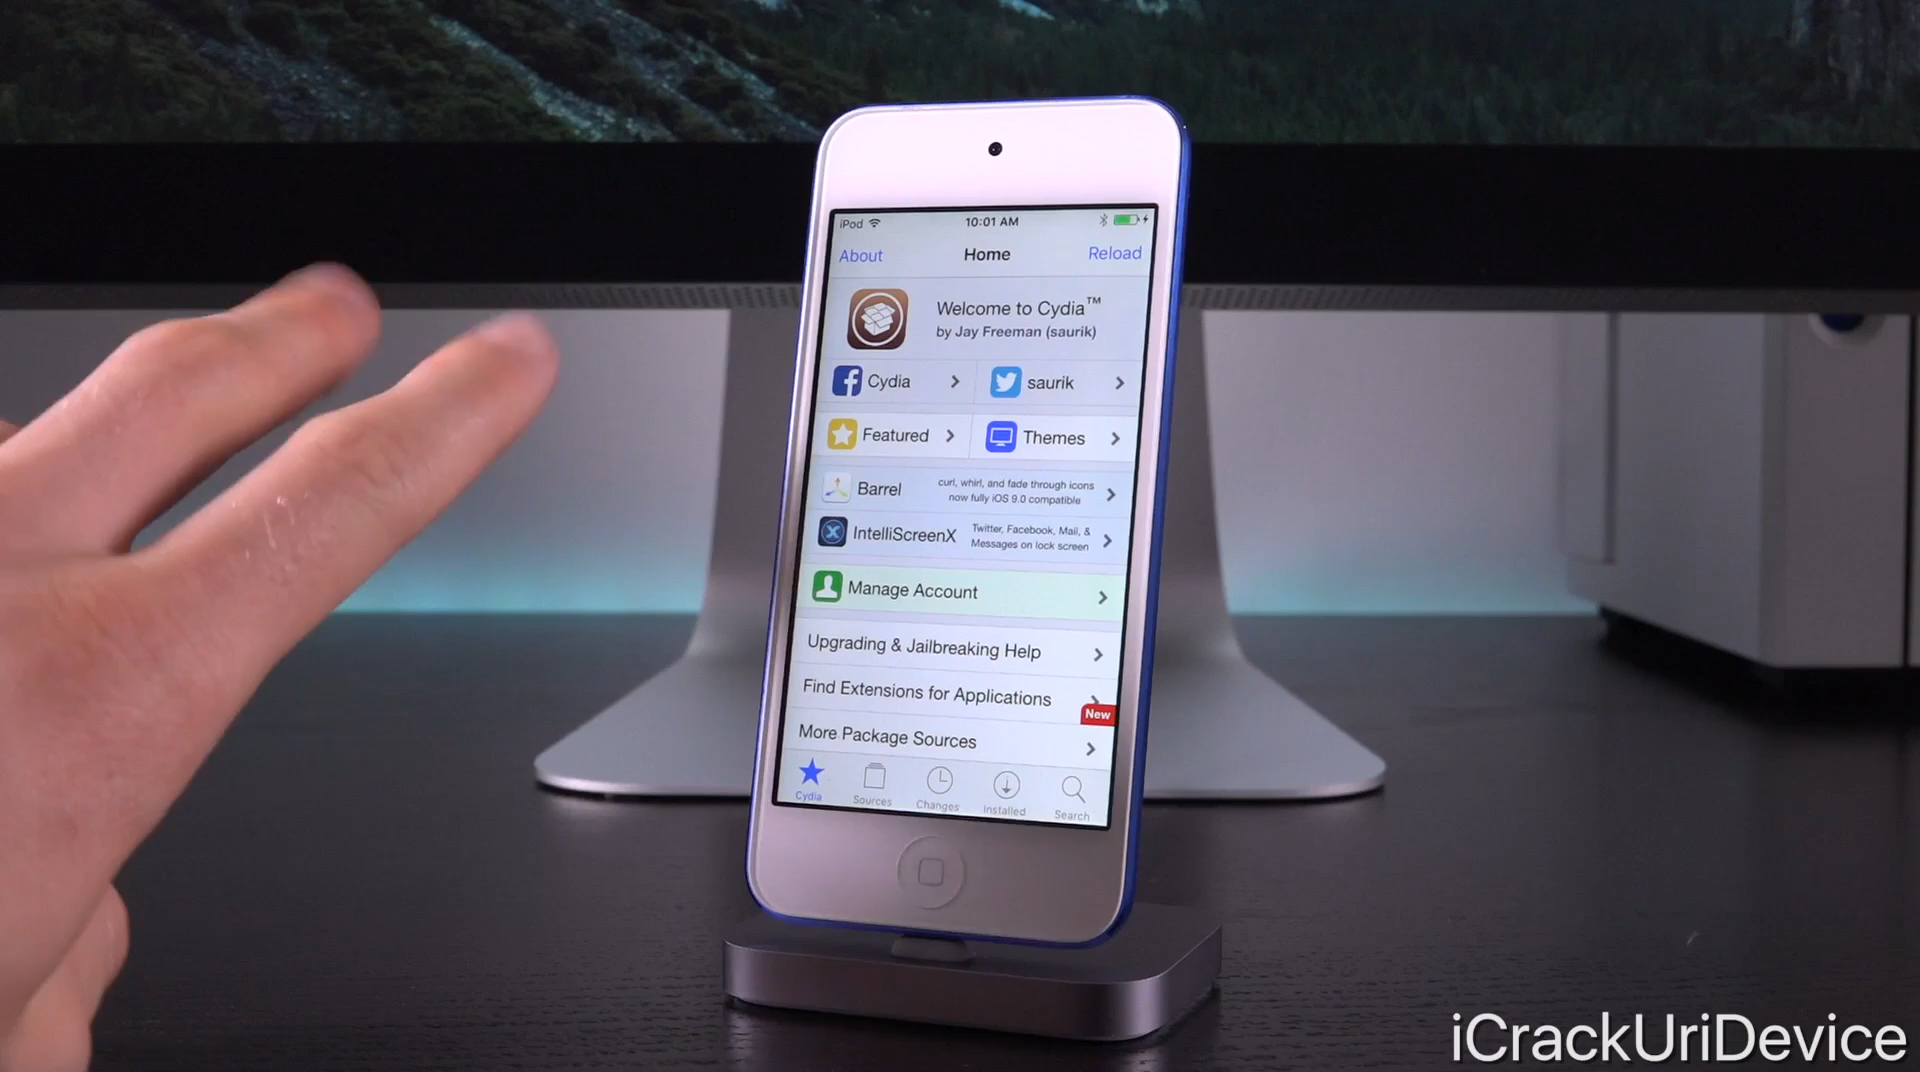 iPod
10:01 AM
About
Home
Reload
Welcome to Cydia™
by Jay Freeman (saurik)
Cydia
saurik
Featured
Themes
Barrel
curl, whirl, and fade through icons
now fully iOS 9.0 compatible
IntelliScreenX
Twitter, Facebook, Mail, &
Messages on lock screen
Manage Account
Upgrading & Jailbreaking Help
Find Extensions for Applications
New
More Package Sources
Cydia
Sources
Changes
Installed
Search
iCrackUriDevice